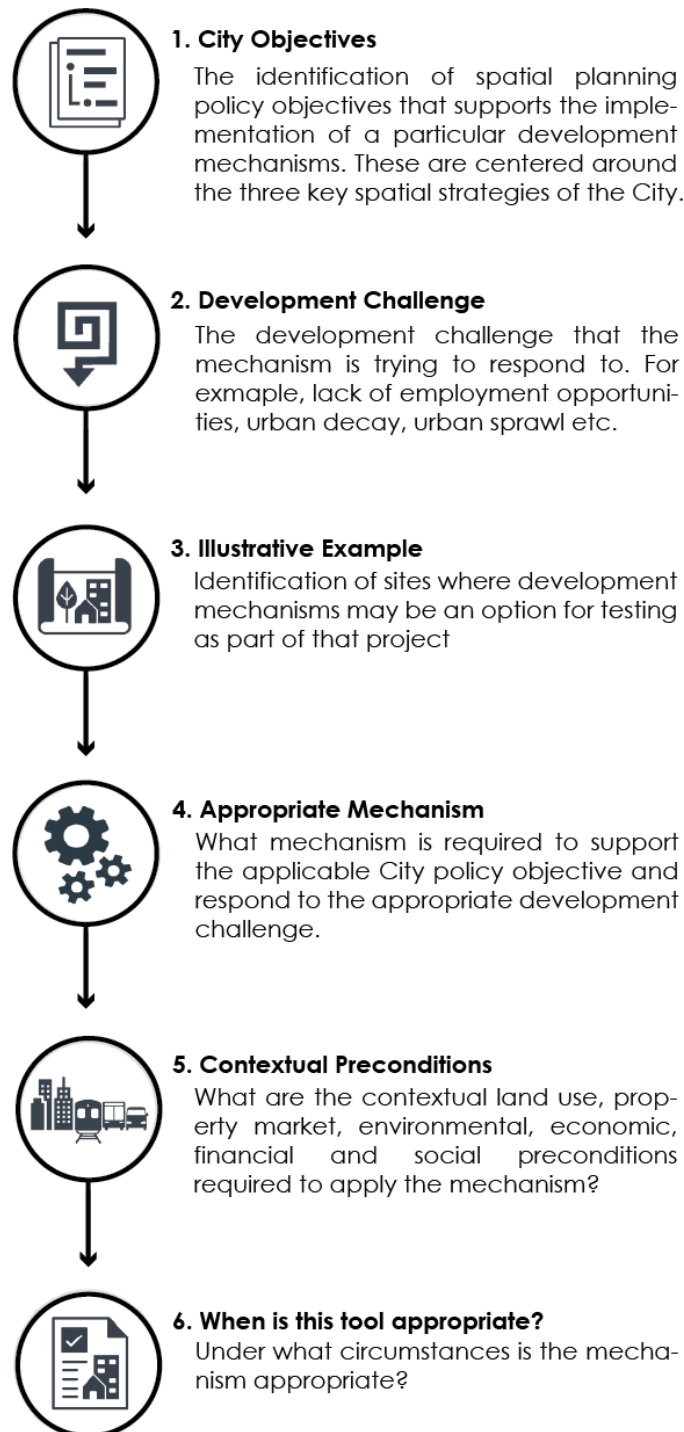 1. City Objectives
The identification of spatial planning
policy objectives that supports the imple-
mentation of a particular development
mechanisms. These are centered around
the three key spatial strategies of the City.
2. Development Challenge
The development challenge that the
mechanism is trying to respond to. For
exmaple, lack of employment opportuni-
ties, urban decay, urban sprawl etc.
3. Illustrative Example
Identification of sites where development
mechanisms may be an option for testing
as part of that project
4. Appropriate Mechanism
What mechanism is required to support
the applicable City policy objective and
respond to the appropriate development
challenge.
5. Contextual Preconditions
What are the contextual land use, prop-
erty market, environmental, economic,
financial and social preconditions
required to apply the mechanism?
6. When is this tool appropriate?
Under what circumstances is the mecha-
nism appropriate?